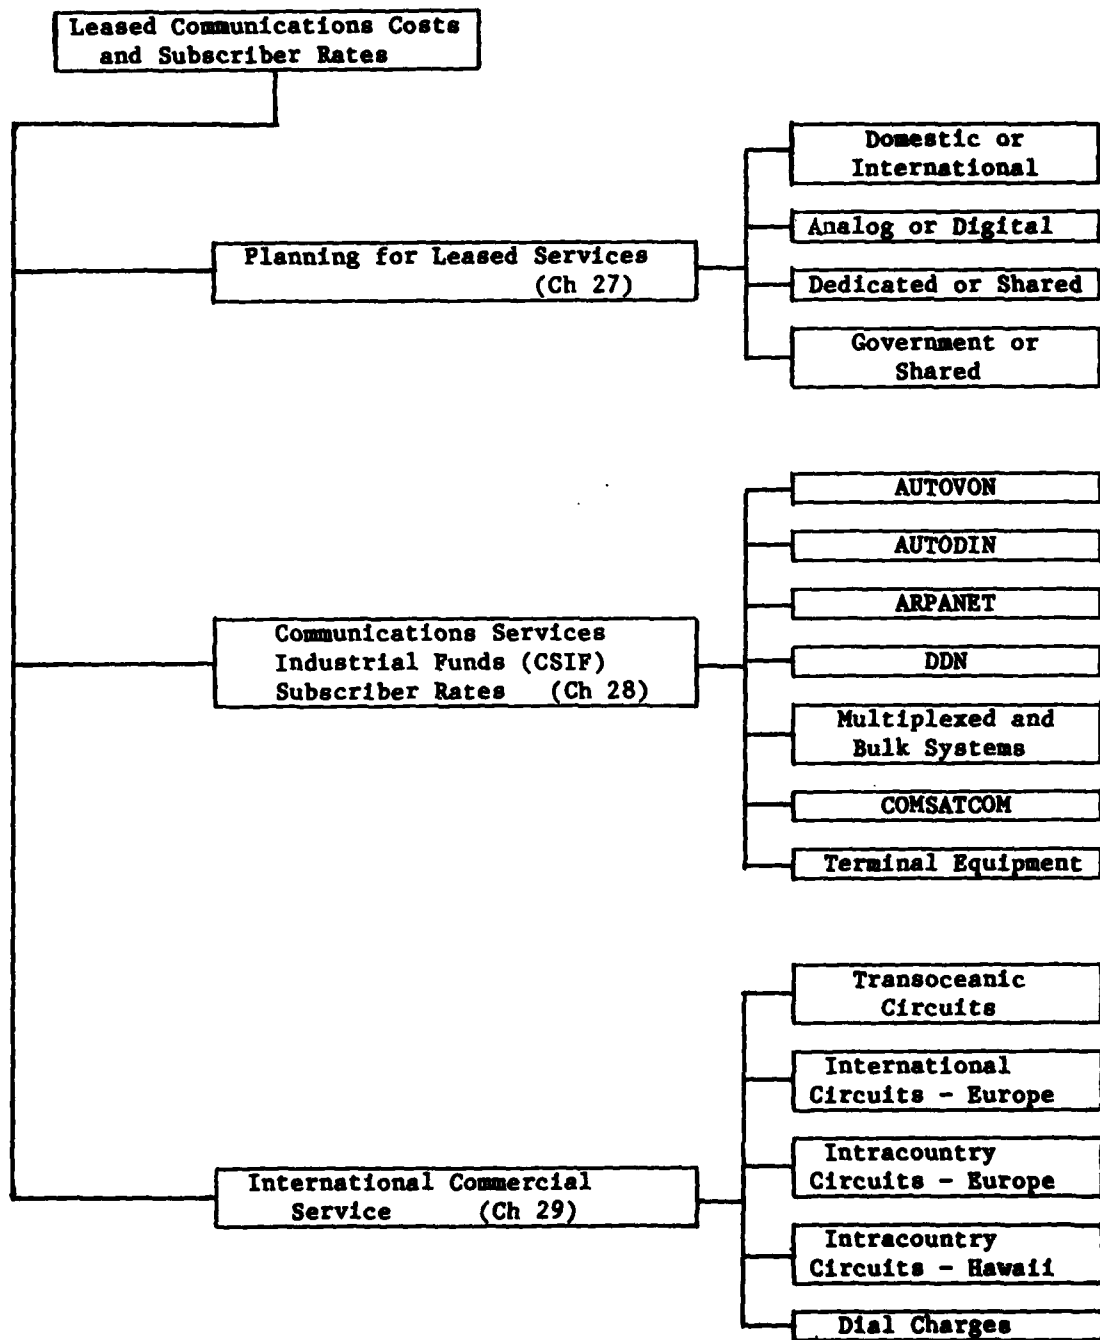 Leased Communications Costs
and Subscriber Rates
Planning for Leased Services
(Ch 27)
Domestic or
International
Analog or Digital
Dedicated or Shared
Government or
Shared
Communications Services
Industrial Funds (CSIF)
Subscriber Rates (Ch 28)
AUTOVON
AUTODIN
ARPANET
DDN
Multiplexed and
Bulk Systems
COMSATCOM
Terminal Equipment
International Commercial
Service (Ch 29)
Transoceanic
Circuits
International
Circuits - Europe
Intracountry
Circuits - Europe
Intracountry
Circuits - Hawaii
Dial Charges